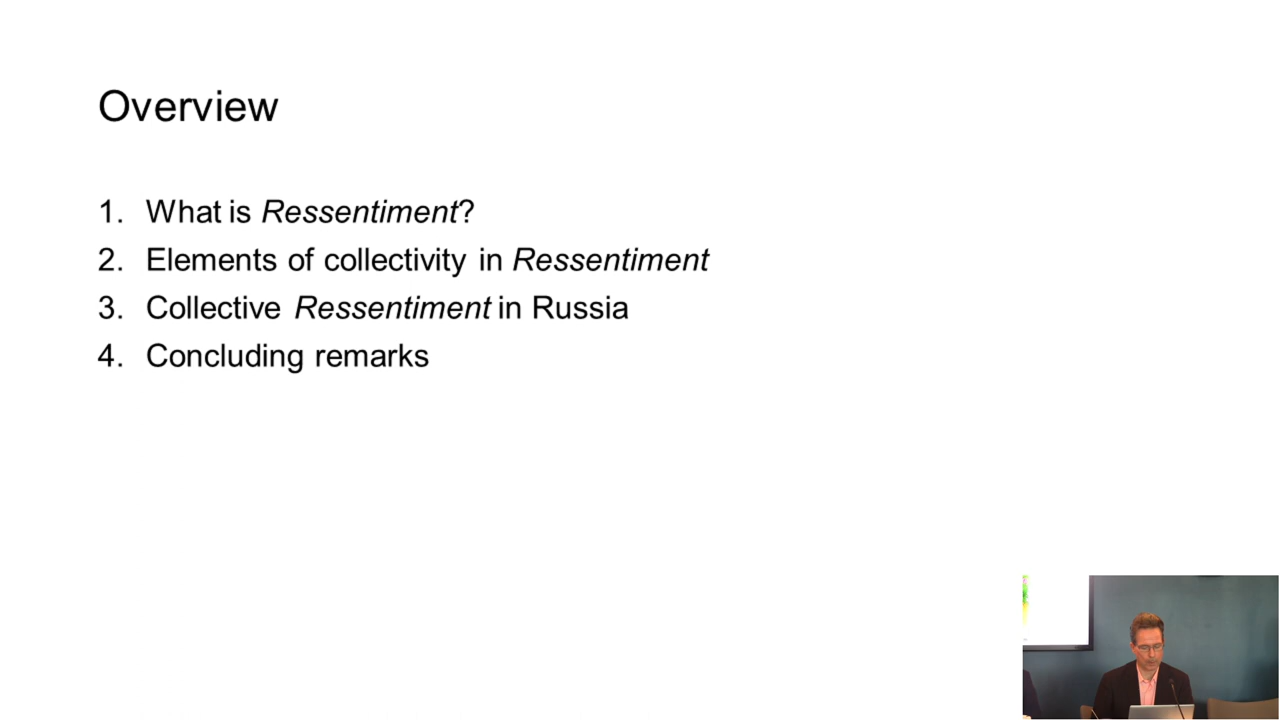 Overview
1. What is Ressentiment?
2. Elements of collectivity in Ressentiment
3. Collective Ressentiment in Russia
4. Concluding remarks